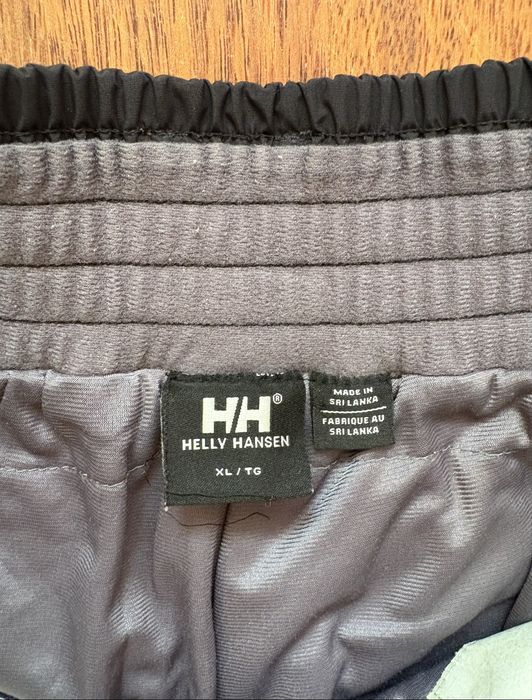 HH®
HELLY HANSEN
XL / TG
MADE IN
SRI LANKA
FABRIQUE AU
SRI LANKA